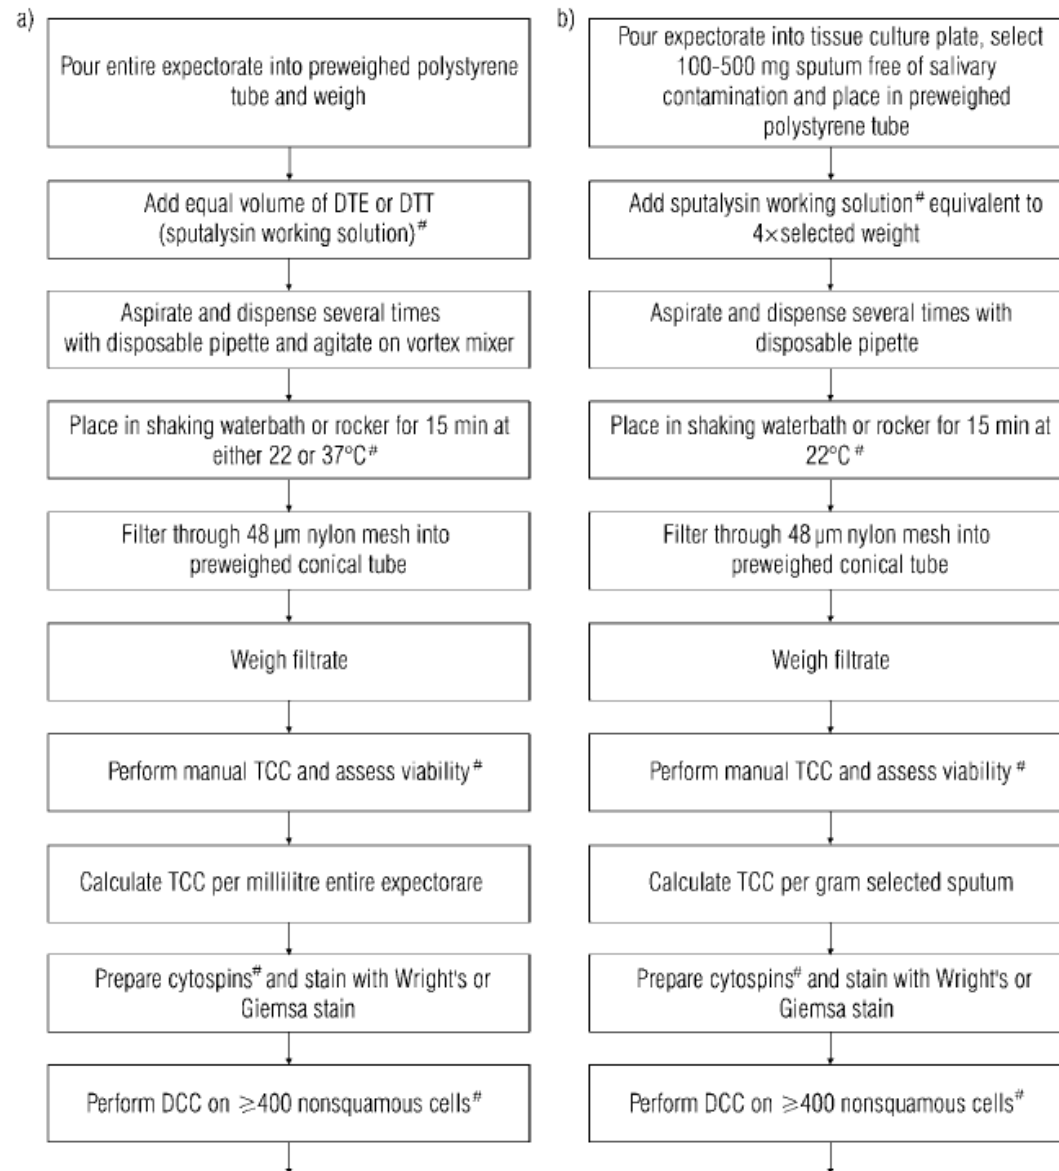 a)
Pour entire expectorate into preweighed polystyrene
tube and weigh
Add equal volume of DTE or DTT
(sputalysin working solution)#
Aspirate and dispense several times
with disposable pipette and agitate on vortex mixer
Place in shaking waterbath or rocker for 15 min at
either 22 or 37°C#
Filter through 48 µm nylon mesh into
preweighed conical tube
Weigh filtrate
Perform manual TCC and assess viability#
Calculate TCC per millilitre entire expectorare
Prepare cytospins# and stain with Wright's or
Giemsa stain
Perform DCC on ≥400 nonsquamous cells#
b)
Pour expectorate into tissue culture plate, select
100-500 mg sputum free of salivary
contamination and place in preweighed
polystyrene tube
Add sputalysin working solution# equivalent to
4×selected weight
Aspirate and dispense several times with
disposable pipette
Place in shaking waterbath or rocker for 15 min at
22°C#
Filter through 48 µm nylon mesh into
preweighed conical tube
Weigh filtrate
Perform manual TCC and assess viability#
Calculate TCC per gram selected sputum
Prepare cytospins# and stain with Wright's or
Giemsa stain
Perform DCC on ≥400 nonsquamous cells#